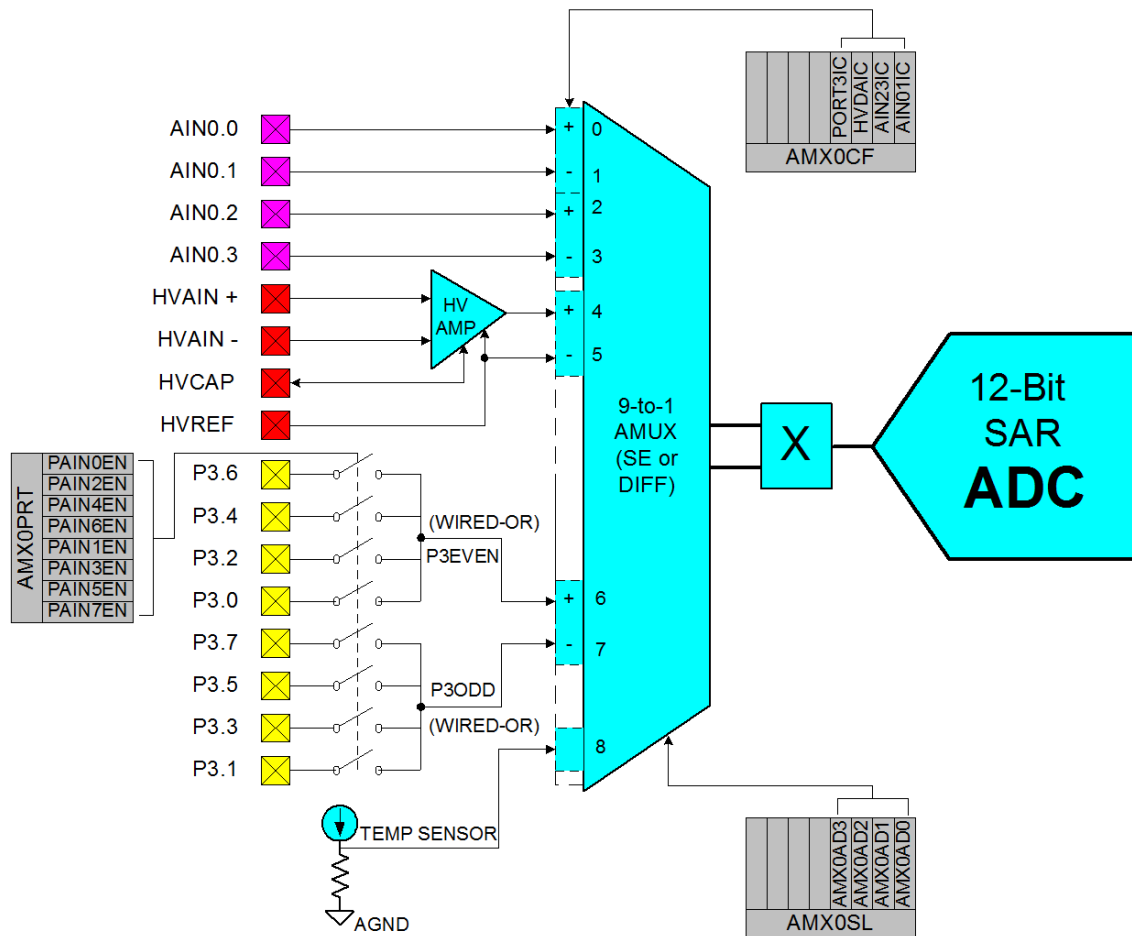 PORT3IC
HVDAIC
AIN23IC
AIN01IC
AMX0CF
AIN0.0
AIN0.1
AIN0.2
AIN0.3
HVAIN +
HVAIN -
HVCAP
HVREF
HV
AMP
+
-
+
-
+
-
+
-
0
1
2
3
4
5
6
7
8
9-to-1
AMUX
(SE or
DIFF)
X
12-Bit
SAR
ADC
AMX0PRT
PAIN0EN
PAIN2EN
PAIN4EN
PAIN6EN
PAIN1EN
PAIN3EN
PAIN5EN
PAIN7EN
P3.6
P3.4
P3.2
P3.0
P3.7
P3.5
P3.3
P3.1
(WIRED-OR)
P3EVEN
P3ODD
(WIRED-OR)
TEMP SENSOR
AGND
AMX0AD3
AMX0AD2
AMX0AD1
AMX0AD0
AMX0SL